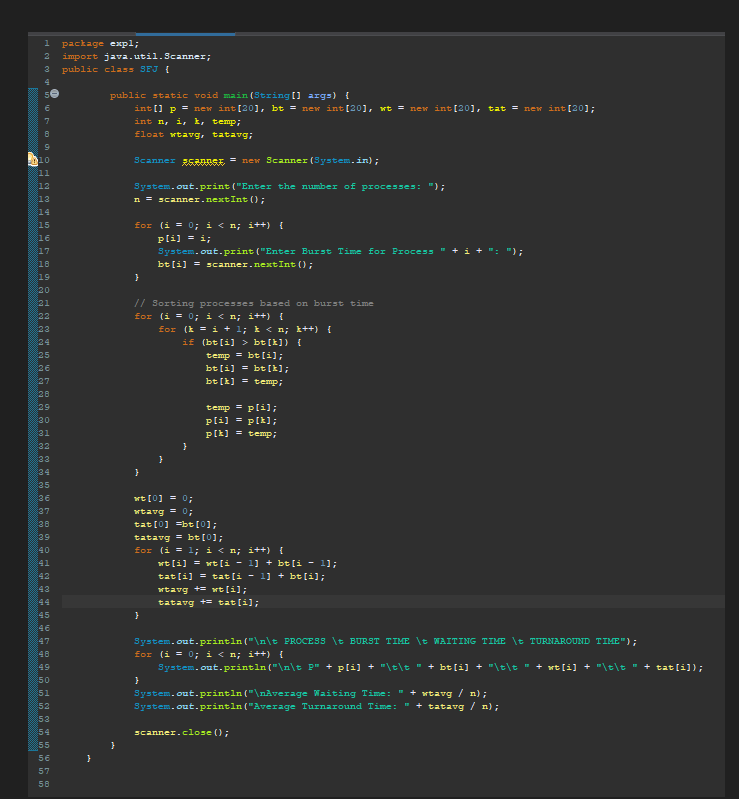 1 package exp1;
2 import java.util.Scanner;
3 public class SFJ {
4
5 public static void main(String[] args) {
6 int[] p = new int[20], bt = new int[20], wt = new int[20], tat = new int[20];
7 int n, i, k, temp;
8 float wtavg, tatavg;
9
10 Scanner scanner = new Scanner(System.in);
11
12 System.out.print("Enter the number of processes: ");
13 n = scanner.nextInt();
14
15 for (i = 0; i < n; i++) {
16 p[i] = i;
17 System.out.print("Enter Burst Time for Process " + i + ": ");
18 bt[i] = scanner.nextInt();
19 }
20
21 // Sorting processes based on burst time
22 for (i = 0; i < n; i++) {
23 for (k = i + 1; k < n; k++) {
24 if (bt[i] > bt[k]) {
25 temp = bt[i];
26 bt[i] = bt[k];
27 bt[k] = temp;
28
29 temp = p[i];
30 p[i] = p[k];
31 p[k] = temp;
32 }
33 }
34 }
35
36 wt[0] = 0;
37 wtavg = 0;
38 tat[0] =bt[0];
39 tatavg = bt[0];
40 for (i = 1; i < n; i++) {
41 wt[i] = wt[i - 1] + bt[i - 1];
42 tat[i] = tat[i - 1] + bt[i];
43 wtavg += wt[i];
44 tatavg += tat[i];
45 }
46
47 System.out.println("\n\t PROCESS \t BURST TIME \t WAITING TIME \t TURNAROUND TIME");
48 for (i = 0; i < n; i++) {
49 System.out.println("\n\t P" + p[i] + "\t\t " + bt[i] + "\t\t " + wt[i] + "\t\t " + tat[i]);
50 }
51 System.out.println("\nAverage Waiting Time: " + wtavg / n);
52 System.out.println("Average Turnaround Time: " + tatavg / n);
53
54 scanner.close();
55 }
56 }
57
58